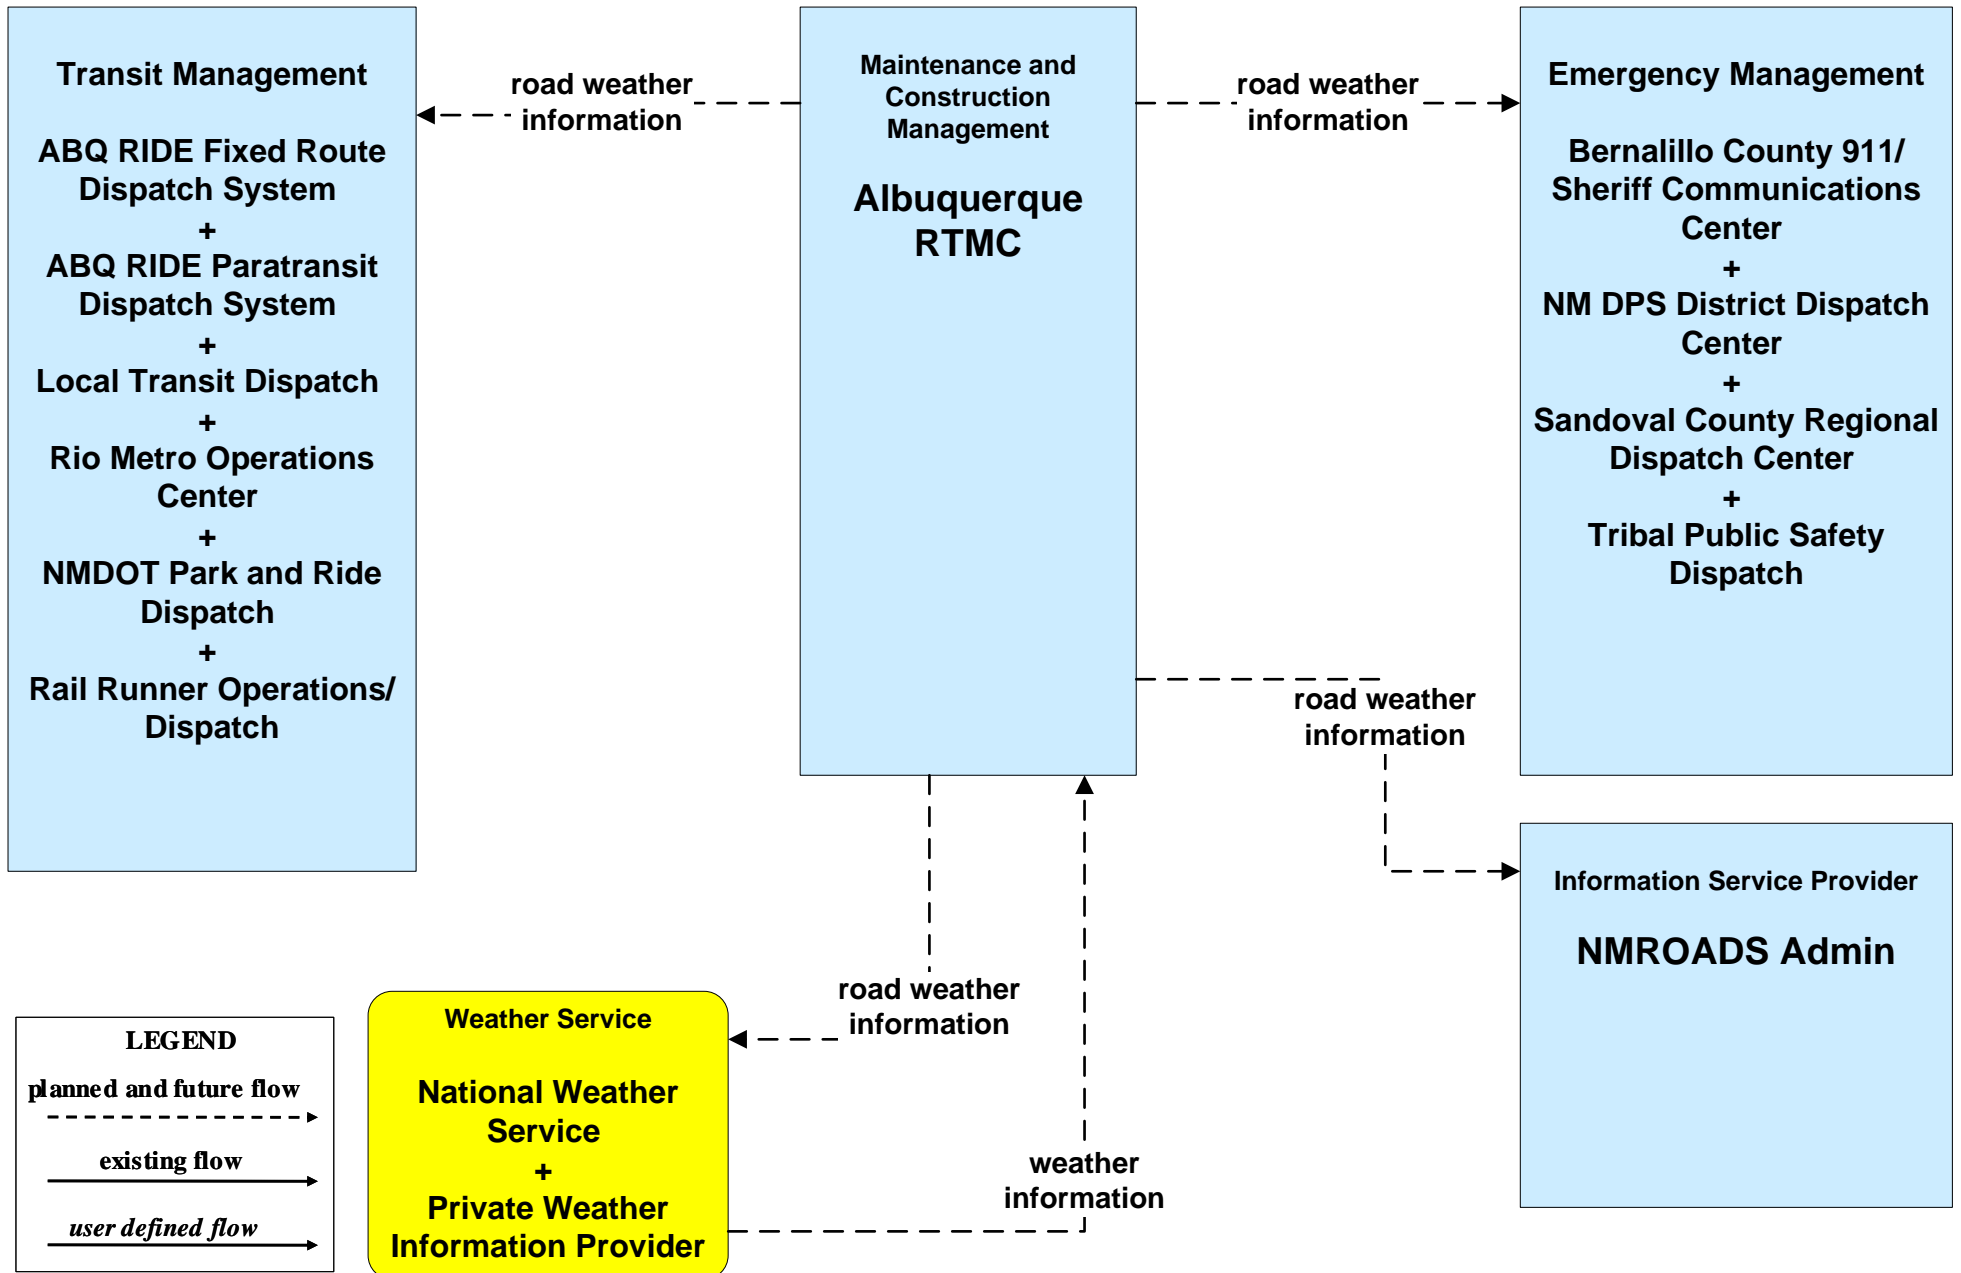 Transit Management
ABQ RIDE Fixed Route
Dispatch System
+
ABQ RIDE Paratransit
Dispatch System
+
Local Transit Dispatch
+
Rio Metro Operations
Center
+
NMDOT Park and Ride
Dispatch
+
Rail Runner Operations/
Dispatch
road weather
information
Maintenance and
Construction
Management
Albuquerque
RTMC
road weather
information
Emergency Management
Bernalillo County 911/
Sheriff Communications
Center
+
NM DPS District Dispatch
Center
+
Sandoval County Regional
Dispatch Center
+
Tribal Public Safety
Dispatch
road weather
information
Information Service Provider
NMROADS Admin
road weather
information
weather
information
Weather Service
National Weather
Service
+
Private Weather
Information Provider
LEGEND
planned and future flow
existing flow
user defined flow